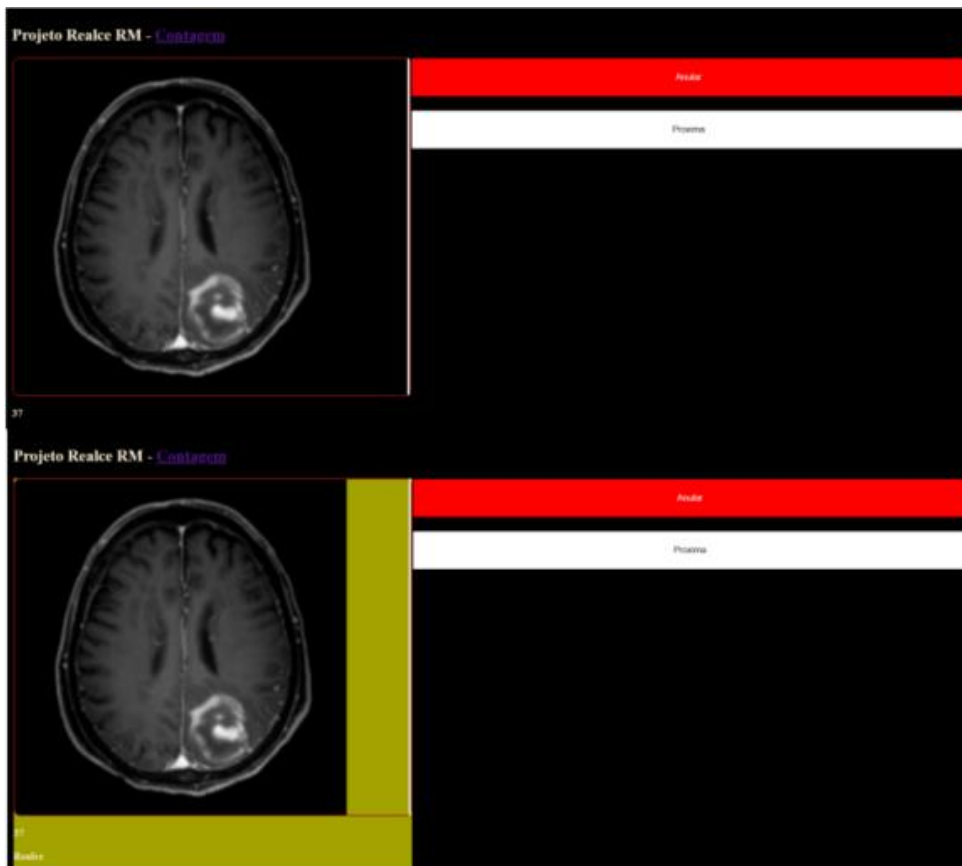 Projeto Realce RM - Contagem
Anular
Proxima
37
Projeto Realce RM - Contagem
Anular
Proxima
37
Realce